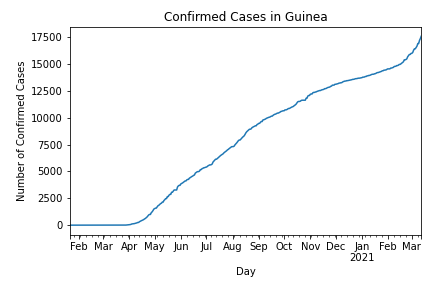 Confirmed Cases in Guinea
Number of Confirmed Cases
17500
15000
12500
10000
7500
5000
2500
0
Feb Mar Apr May Jun Jul Aug Sep Oct Nov Dec Jan Feb Mar
2021
Day